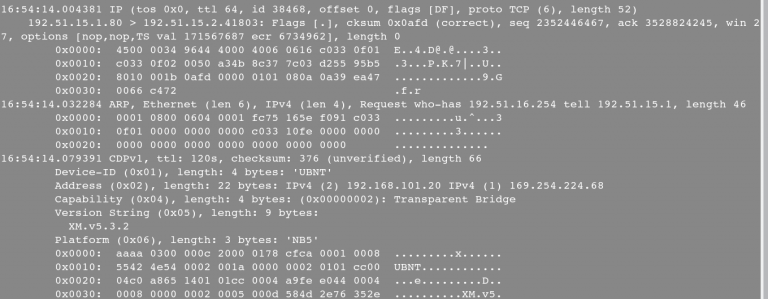 16:54:14.004381 IP (tos 0x0, ttl 64, id 38468, offset 0, flags [DF], proto TCP (6), length 52)
    192.51.15.1.80 > 192.51.15.2.41803: Flags [.], cksum 0x0afd (correct), seq 2352446467, ack 3528824245, win 2
7, options [nop,nop,TS val 171567687 ecr 6734962], length 0
        0x0000:  4500 0034 9644 4000 4006 0616 c033 0f01  E..4.D@.@....3..
        0x0010:  c033 0f02 0050 a34b 8c37 7c03 d255 95b5  .3...P.K.7|..U..
        0x0020:  8010 001b 0afd 0000 0101 080a 0a39 ea47  .............9.G
        0x0030:  0066 c472                                .f.r
16:54:14.032284 ARP, Ethernet (len 6), IPv4 (len 4), Request who-has 192.51.16.254 tell 192.51.15.1, length 46
        0x0000:  0001 0800 0604 0001 fc75 165e f091 c033  .........u.^...3
        0x0010:  0f01 0000 0000 0000 c033 10fe 0000 0000  .........3......
        0x0020:  0000 0000 0000 0000 0000 0000 0000       ..............
16:54:14.079391 CDPv1, ttl: 120s, checksum: 376 (unverified), length 66
        Device-ID (0x01), length: 4 bytes: 'UBNT'
        Address (0x02), length: 22 bytes: IPv4 (2) 192.168.101.20 IPv4 (1) 169.254.224.68
        Capability (0x04), length: 4 bytes: (0x00000002): Transparent Bridge
        Version String (0x05), length: 9 bytes:
          XM.v5.3.2
        Platform (0x06), length: 3 bytes: 'NB5'
        0x0000:  aaaa 0300 000c 2000 0178 cfca 0001 0008  .........x......
        0x0010:  5542 4e54 0002 001a 0000 0002 0101 cc00  UBNT............
        0x0020:  04c0 a865 1401 01cc 0004 a9fe e044 0004  ...e.........D..
        0x0030:  0008 0000 0002 0005 000d 584d 2e76 352e  ..........XM.v5.